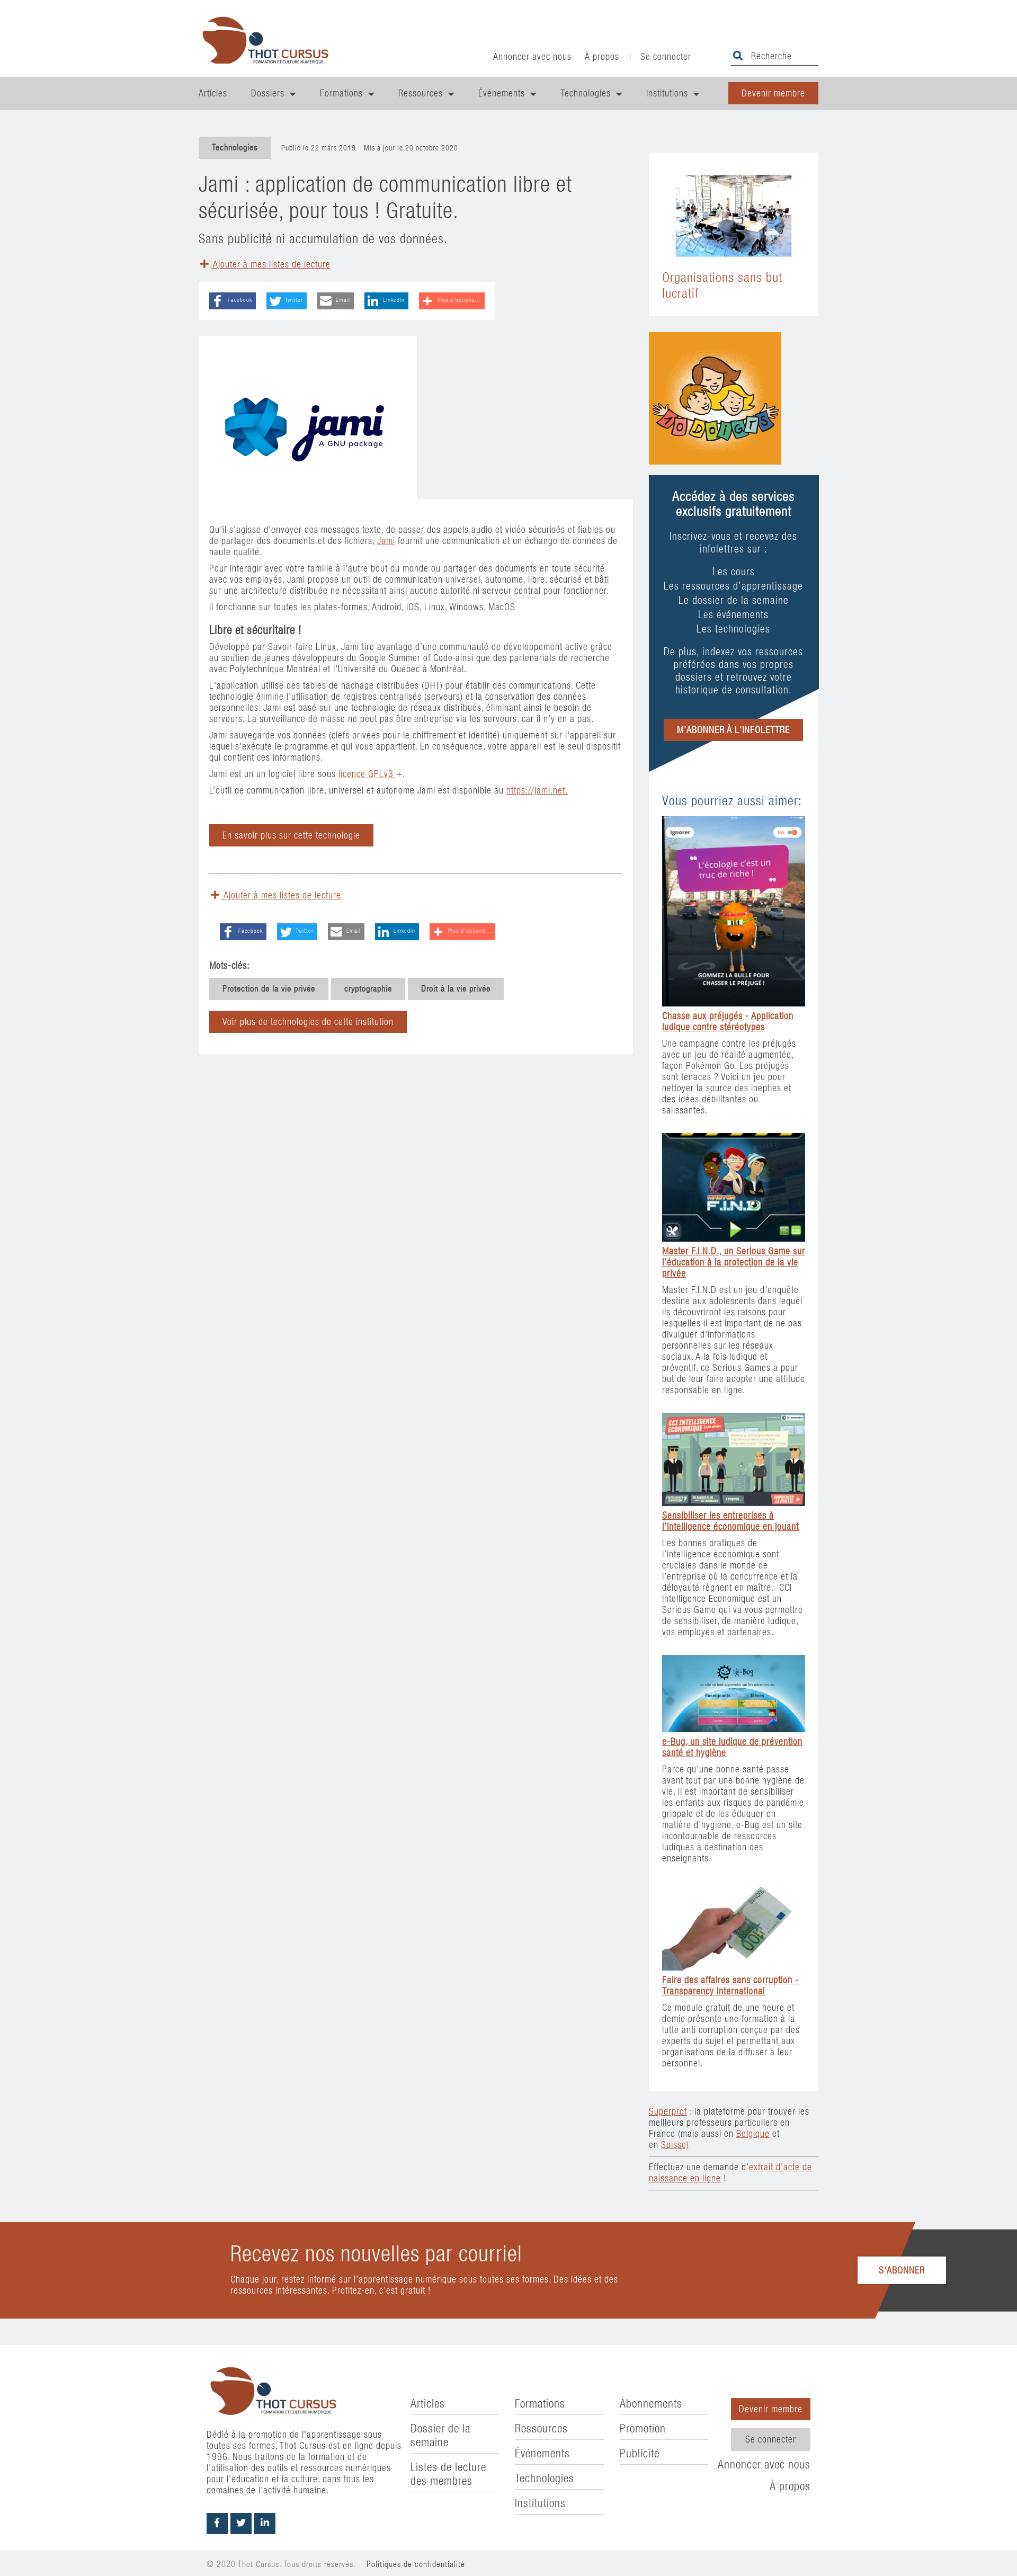 THOT CURSUS
FORMATION ET CULTURE NUMÉRIQUE
Annoncer avec nous
À propos
|
Se connecter
Recherche
Articles
Dossiers
Formations
Ressources
Événements
Technologies
Institutions
Devenir membre
Technologies
Publié le 22 mars 2019
Mis à jour le 20 octobre 2020
Jami : application de communication libre et
sécurisée, pour tous ! Gratuite.
Sans publicité ni accumulation de vos données.
Ajouter à mes listes de lecture
Facebook
Twitter
Email
LinkedIn
Plus d'options...
jami
A GNU package
Qu'il s'agisse d'envoyer des messages texte, de passer des appels audio et vidéo sécurisés et fiables ou
de partager des documents et des fichiers, Jami fournit une communication et un échange de données de
haute qualité.
Pour interagir avec votre famille à l'autre bout du monde ou partager des documents en toute sécurité
avec vos employés, Jami propose un outil de communication universel, autonome, libre, sécurisé et bâti
sur une architecture distribuée ne nécessitant ainsi aucune autorité ni serveur central pour fonctionner.
Il fonctionne sur toutes les plates-formes, Android, iOS, Linux, Windows, MacOS
Libre et sécuritaire !
Développé par Savoir-faire Linux, Jami tire avantage d'une communauté de développement active grâce
au soutien de jeunes développeurs du Google Summer of Code ainsi que des partenariats de recherche
avec Polytechnique Montréal et l'Université du Québec à Montréal.
L'application utilise des tables de hachage distribuées (DHT) pour établir des communications. Cette
technologie élimine l'utilisation de registres centralisés (serveurs) et la conservation des données
personnelles. Jami est basé sur une technologie de réseaux distribués, éliminant ainsi le besoin de
serveurs. La surveillance de masse ne peut pas être entreprise via les serveurs, car il n'y en a pas.
Jami sauvegarde vos données (clefs privées pour le chiffrement et identité) uniquement sur l'appareil sur
lequel s'exécute le programme et qui vous appartient. En conséquence, votre appareil est le seul dispositif
qui contient ces informations.
Jami est un un logiciel libre sous licence GPLv3 +.
L'outil de communication libre, universel et autonome Jami est disponible au https://jami.net.
En savoir plus sur cette technologie
Ajouter à mes listes de lecture
Facebook
Twitter
Email
LinkedIn
Plus d'options...
Mots-clés:
Protection de la vie privée
cryptographie
Droit à la vie privée
Voir plus de technologies de cette institution
Organisations sans but
lucratif
10 DOIGTS
Accédez à des services
exclusifs gratuitement
Inscrivez-vous et recevez des
infolettres sur :
Les cours
Les ressources d'apprentissage
Le dossier de la semaine
Les événements
Les technologies
De plus, indexez vos ressources
préférées dans vos propres
dossiers et retrouvez votre
historique de consultation.
M'ABONNER À L'INFOLETTRE
Vous pourriez aussi aimer:
Ignorer
RA
L'écologie c'est un
truc de riche !
GOMMEZ LA BULLE POUR
CHASSER LE PRÉJUGÉ !
Chasse aux préjugés - Application
ludique contre stéréotypes
Une campagne contre les préjugés
avec un jeu de réalité augmentée,
façon Pokémon Go. Les préjugés
sont tenaces ? Voici un jeu pour
nettoyer la source des inepties et
des idées débilitantes ou
salissantes.
MASTER
F.I.N.D
Master F.I.N.D., un Serious Game sur
l'éducation à la protection de la vie
privée
Master F.I.N.D est un jeu d'enquête
destiné aux adolescents dans lequel
ils découvriront les raisons pour
lesquelles il est important de ne pas
divulguer d'informations
personnelles sur les réseaux
sociaux. A la fois ludique et
préventif, ce Serious Games a pour
but de leur faire adopter une attitude
responsable en ligne.
CCI INTELLIGENCE
ÉCONOMIQUE
Sensibiliser les entreprises à
l'intelligence économique en jouant
Les bonnes pratiques de
l'intelligence économique sont
cruciales dans le monde de
l'entreprise où la concurrence et la
déloyauté règnent en maître. CCI
Intelligence Economique est un
Serious Game qui va vous permettre
de sensibiliser, de manière ludique,
vos employés et partenaires.
e-Bug
Enseignants
Elèves
e-Bug, un site ludique de prévention
santé et hygiène
Parce qu'une bonne santé passe
avant tout par une bonne hygiène de
vie, il est important de sensibiliser
les enfants aux risques de pandémie
grippale et de les éduquer en
matière d'hygiène. e-Bug est un site
incontournable de ressources
ludiques à destination des
enseignants.
100
Faire des affaires sans corruption -
Transparency International
Ce module gratuit de une heure et
demie présente une formation à la
lutte anti corruption conçue par des
experts du sujet et permettant aux
organisations de la diffuser à leur
personnel.
Superprof : la plateforme pour trouver les
meilleurs professeurs particuliers en
France (mais aussi en Belgique et
en Suisse)
Effectuez une demande d'extrait d'acte de
naissance en ligne !
Recevez nos nouvelles par courriel
Chaque jour, restez informé sur l'apprentissage numérique sous toutes ses formes. Des idées et des
ressources intéressantes. Profitez-en, c'est gratuit !
S'ABONNER
THOT CURSUS
FORMATION ET CULTURE NUMÉRIQUE
Dédié à la promotion de l'apprentissage sous
toutes ses formes, Thot Cursus est en ligne depuis
1996. Nous traitons de la formation et de
l'utilisation des outils et ressources numériques
pour l'éducation et la culture, dans tous les
domaines de l'activité humaine.
Articles
Dossier de la
semaine
Listes de lecture
des membres
Formations
Ressources
Événements
Technologies
Institutions
Abonnements
Promotion
Publicité
Devenir membre
Se connecter
Annoncer avec nous
À propos
© 2020 Thot Cursus. Tous droits réservés.
Politiques de confidentialité